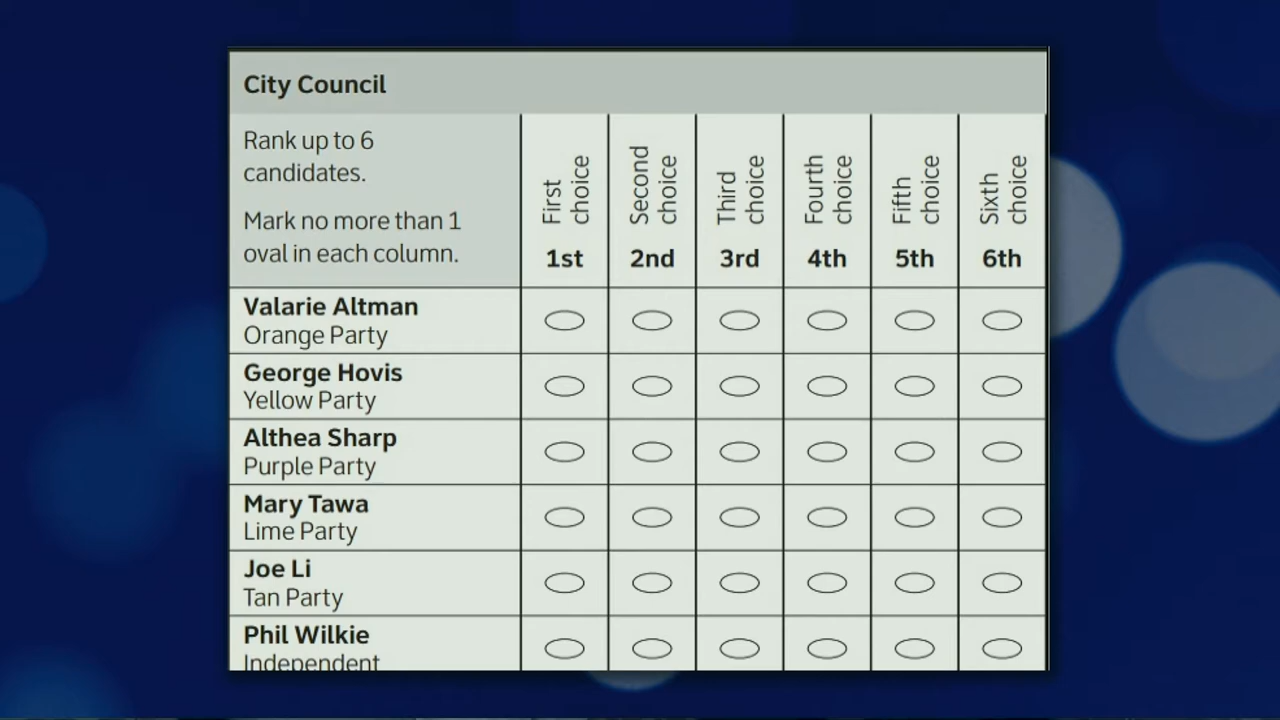 City Council
Rank up to 6
candidates.
Mark no more than 1
oval in each column.
First
choice
1st
Second
choice
2nd
Third
choice
3rd
Fourth
choice
4th
Fifth
choice
5th
Sixth
choice
6th
Valarie Altman
Orange Party
George Hovis
Yellow Party
Althea Sharp
Purple Party
Mary Tawa
Lime Party
Joe Li
Tan Party
Phil Wilkie
Independent